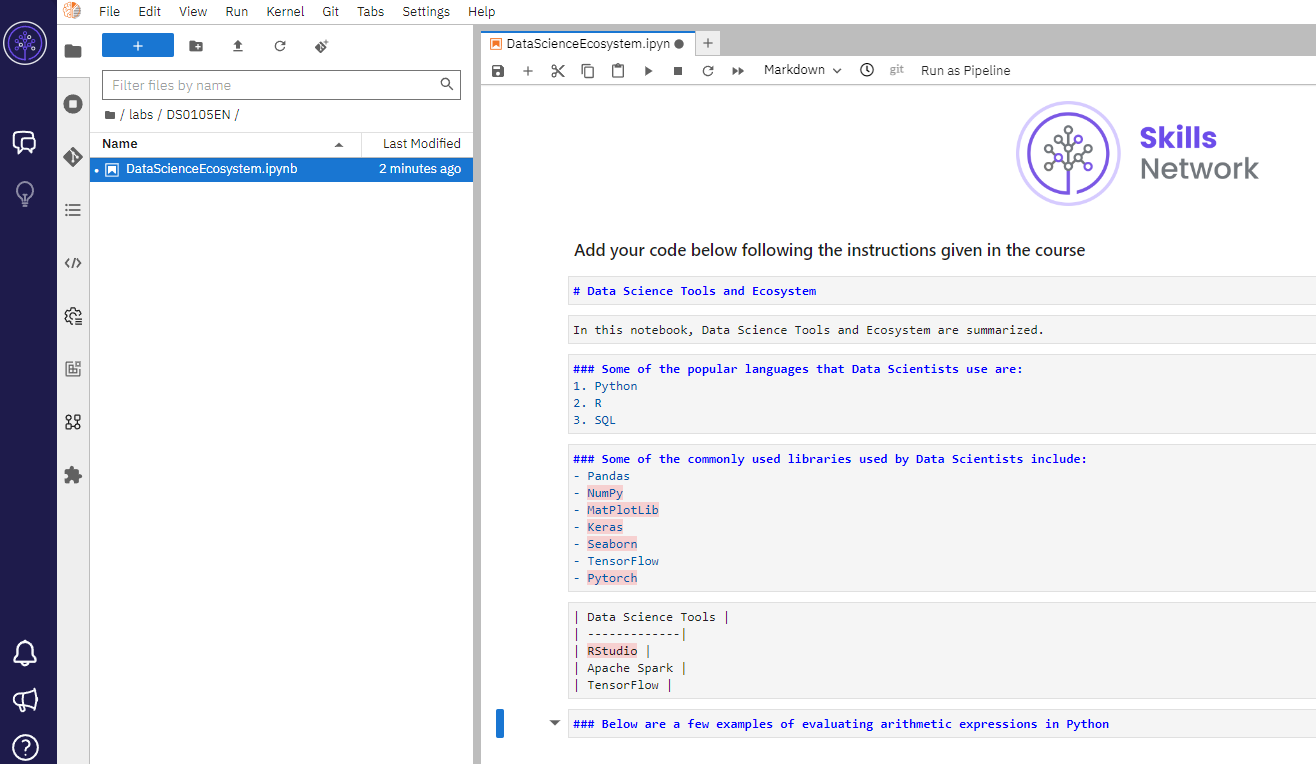 File Edit View Run Kernel Git Tabs Settings Help
DataScienceEcosystem.ipyn
Filter files by name
Markdown git Run as Pipeline
/ labs / DS0105EN /
Name Last Modified
DataScienceEcosystem.ipynb 2 minutes ago
Skills
Network
Add your code below following the instructions given in the course
# Data Science Tools and Ecosystem
In this notebook, Data Science Tools and Ecosystem are summarized.
### Some of the popular languages that Data Scientists use are:
1. Python
2. R
3. SQL
### Some of the commonly used libraries used by Data Scientists include:
- Pandas
- NumPy
- MatPlotLib
- Keras
- Seaborn
- TensorFlow
- Pytorch
| Data Science Tools |
| -------------|
| RStudio |
| Apache Spark |
| TensorFlow |
### Below are a few examples of evaluating arithmetic expressions in Python